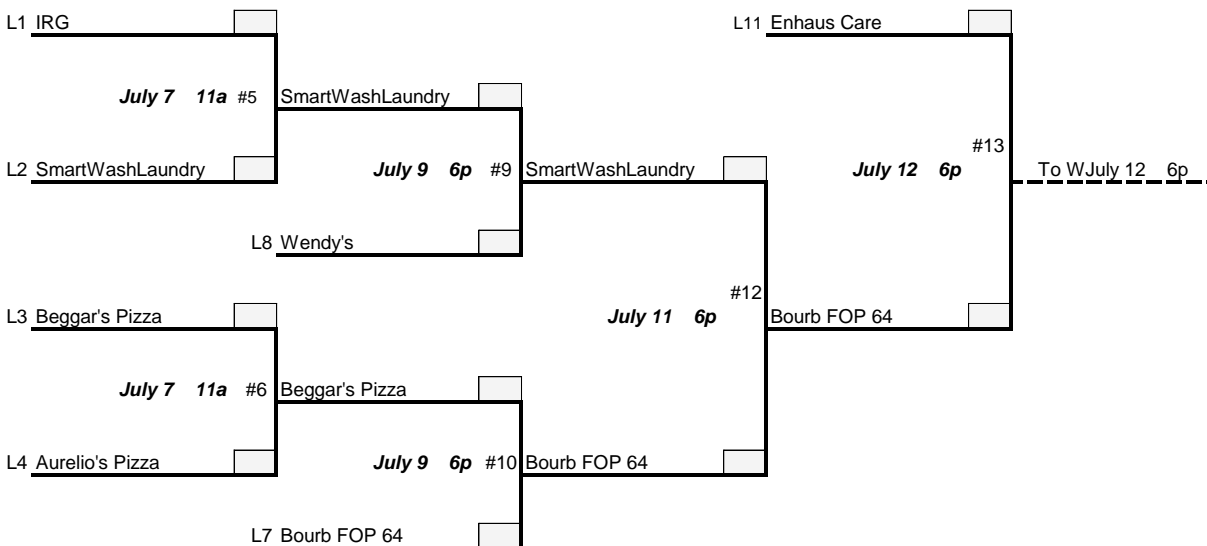 L1 IRG
L11 Enhaus Care
July 7 11a #5
SmartWashLaundry
#13
L2 SmartWashLaundry
July 9 6p #9
SmartWashLaundry
July 12 6p
To WJuly 12 6p
L8 Wendy's
#12
L3 Beggar's Pizza
July 11 6p
Bourb FOP 64
July 7 11a #6
Beggar's Pizza
L4 Aurelio's Pizza
July 9 6p #10
Bourb FOP 64
L7 Bourb FOP 64